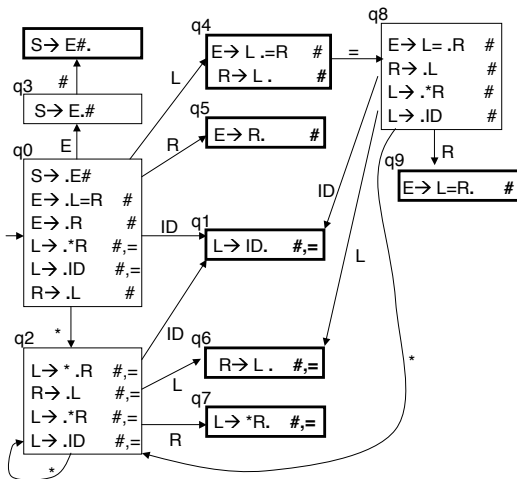 S→ E#.
q3
#
S→ E.#
E
q0
S→ .E#
E→ .L=R #
E→ .R #
L→ .*R #,=
L→ .ID #,=
R→ .L #
*
q2
L→ * .R #,=
R→ .L #,=
L→ .*R #,=
L→ .ID #,=
*
L
R
ID
ID
L
R
q4
E→ L .=R #
R→ L . #
=
q5
E→ R. #
q1
L→ ID. #,=
q6
R→ L . #,=
q7
L→ *R. #,=
q8
E→ L= .R #
R→ .L #
L→ .*R #
L→ .ID #
ID
L
R
*
q9
E→ L=R. #